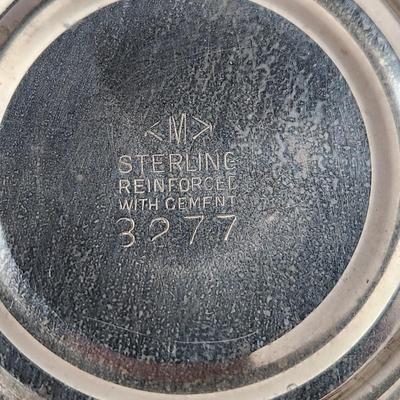 <M>
STERLING
REINFORCED
WITH CEMENT
3277